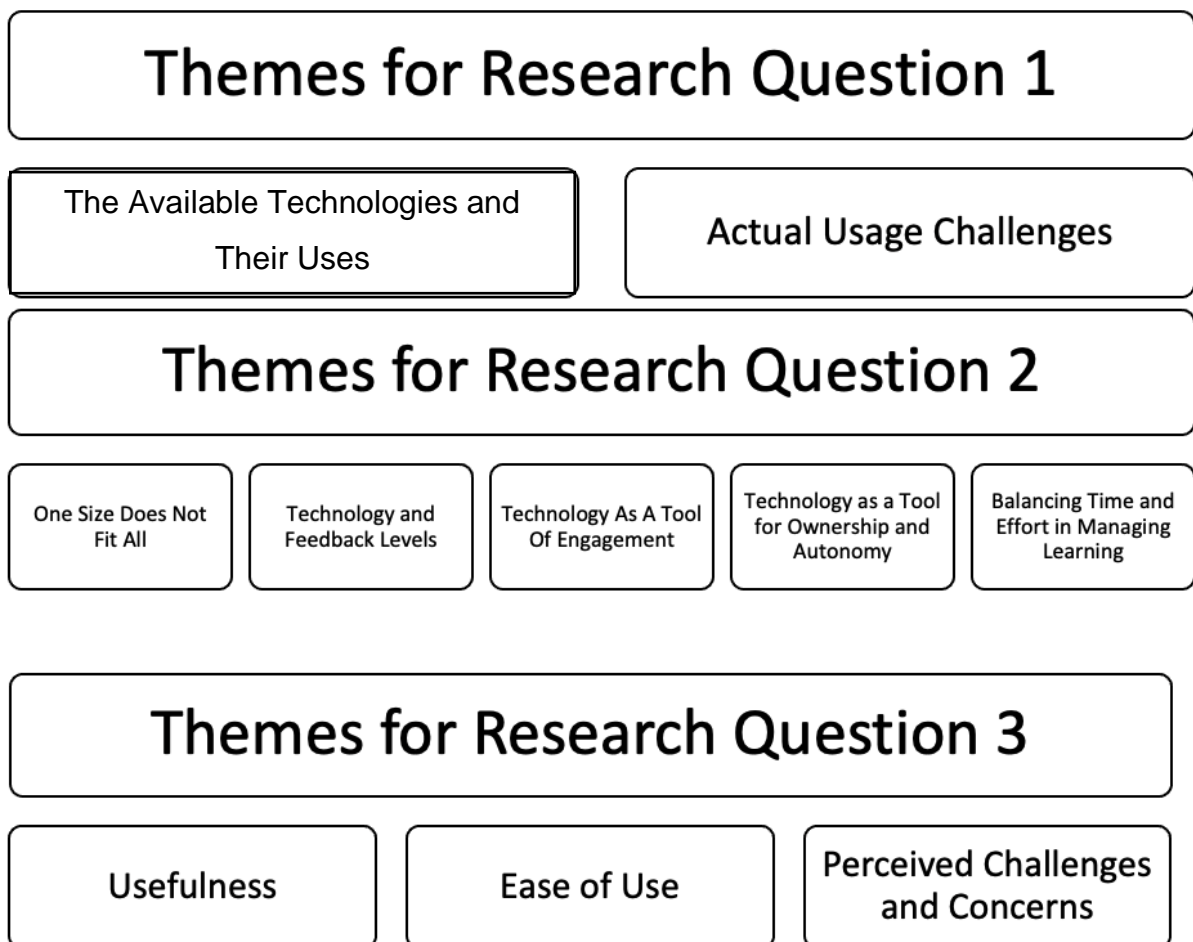 Themes for Research Question 1
The Available Technologies and
Their Uses
Actual Usage Challenges
Themes for Research Question 2
One Size Does Not
Fit All
Technology and
Feedback Levels
Technology As A Tool
Of Engagement
Technology as a Tool
for Ownership and
Autonomy
Balancing Time and
Effort in Managing
Learning
Themes for Research Question 3
Usefulness
Ease of Use
Perceived Challenges
and Concerns